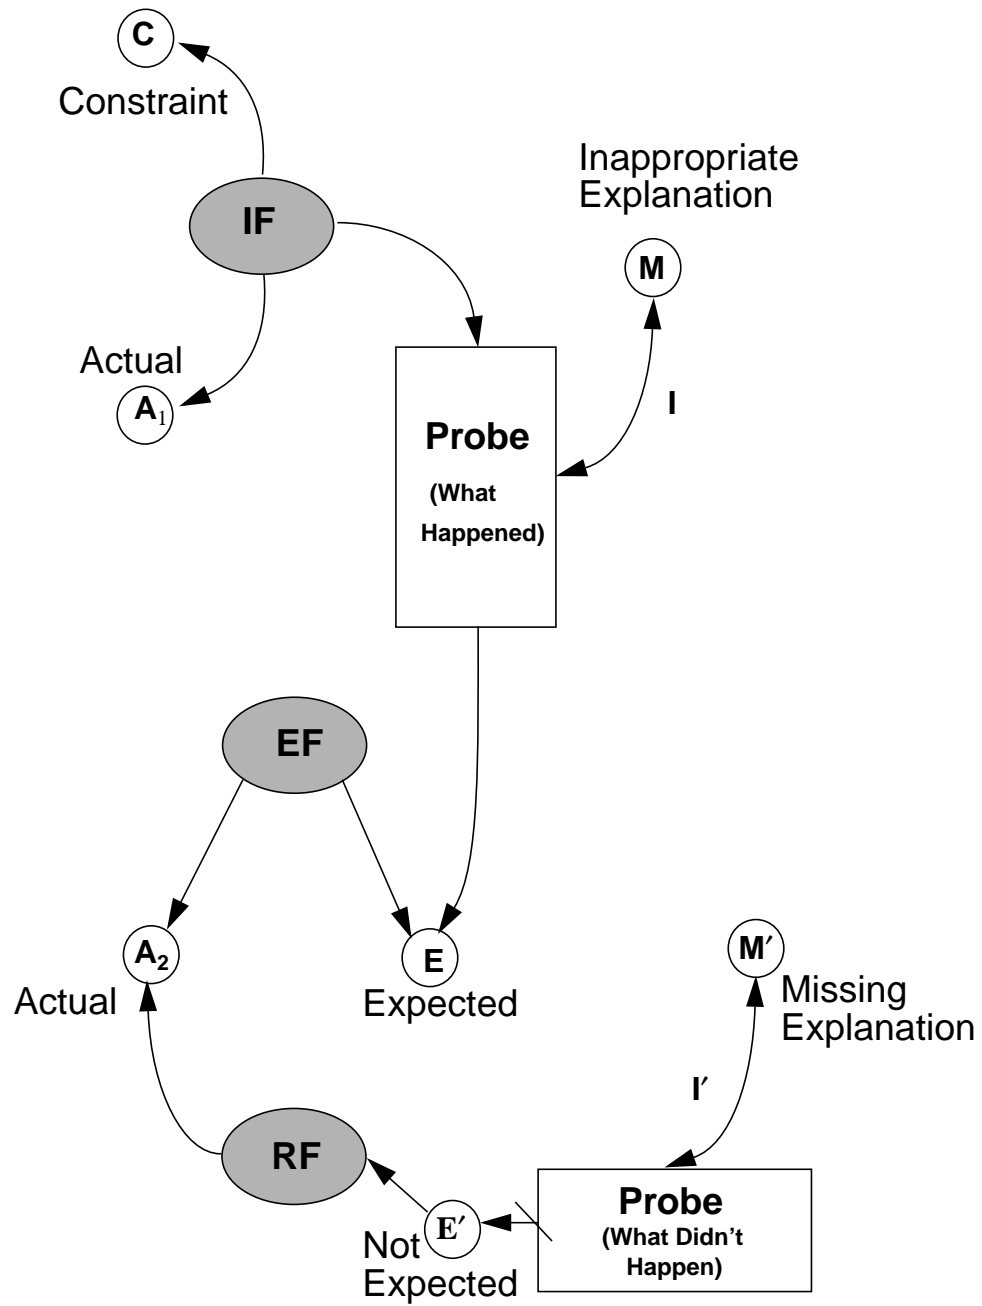 C
Constraint
IF
Inappropriate
Explanation
M
Actual
A1
I
Probe
(What
Happened)
EF
A2
Actual
E
Expected
M′
Missing
Explanation
I′
RF
E′
Not
Expected
Probe
(What Didn't
Happen)